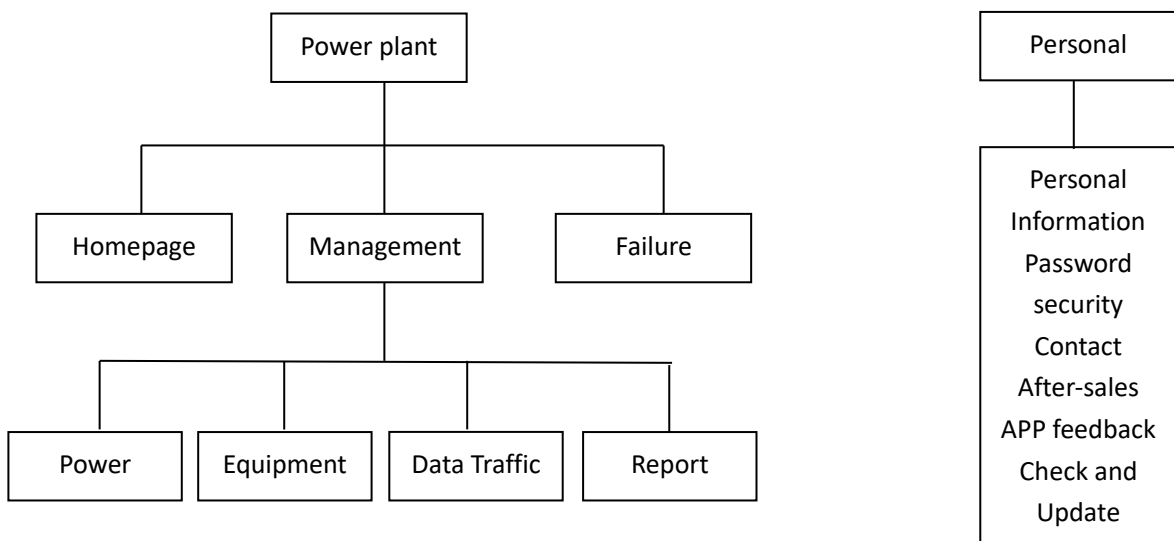 Power plant
Personal
Homepage
Management
Failure
Power
Equipment
Data Traffic
Report
Personal
Information
Password
security
Contact
After-sales
APP feedback
Check and
Update